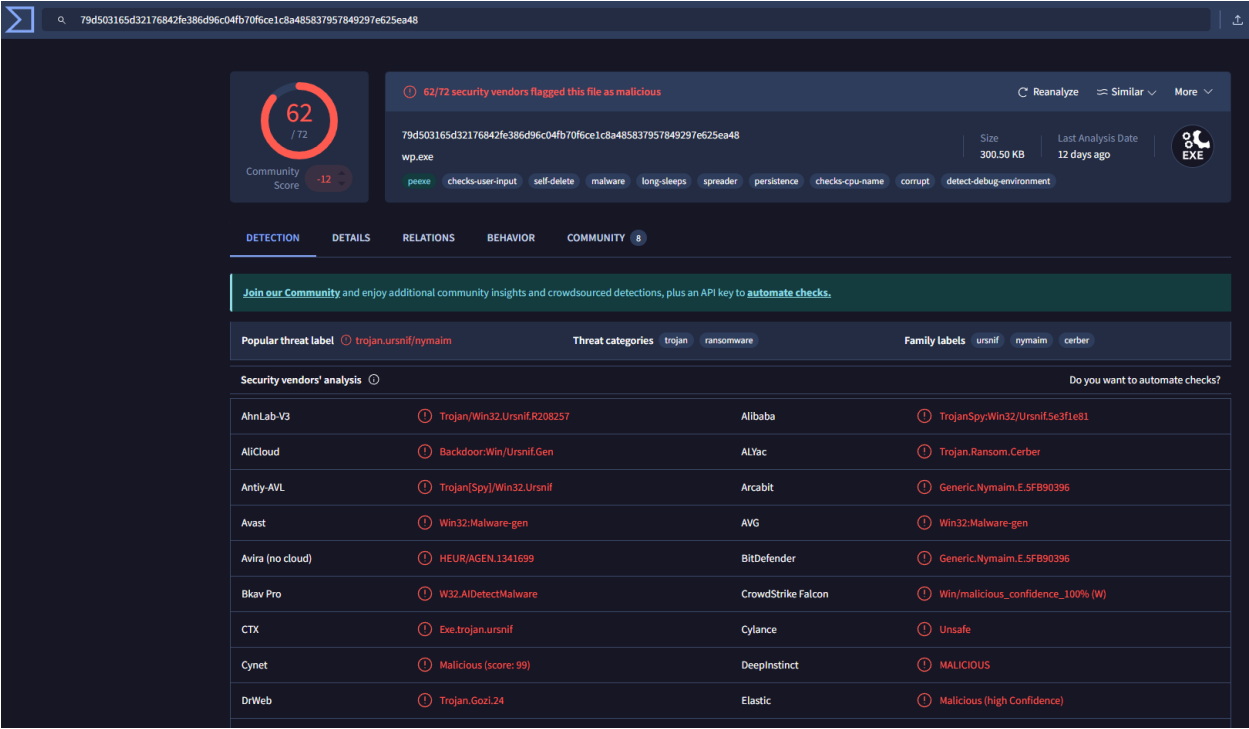 79d503165d32176842fe386d96c04fb70f6ce1c8a485837957849297e625ea48
62
/ 72
Community Score
-12
62/72 security vendors flagged this file as malicious
Reanalyze
Similar
More
79d503165d32176842fe386d96c04fb70f6ce1c8a485837957849297e625ea48
wp.exe
Size
300.50 KB
Last Analysis Date
12 days ago
EXE
peexe checks-user-input self-delete malware long-sleeps spreader persistence checks-cpu-name corrupt detect-debug-environment
DETECTION DETAILS RELATIONS BEHAVIOR COMMUNITY 8
Join our Community and enjoy additional community insights and crowdsourced detections, plus an API key to automate checks.
Popular threat label trojan.ursnif/nymaim Threat categories trojan ransomware Family labels ursnif nymaim cerber
Security vendors' analysis Do you want to automate checks?
AhnLab-V3 Trojan/Win32.Ursnif.R208257 Alibaba TrojanSpy:Win32/Ursnif.5e3f1e81
AliCloud Backdoor:Win/Ursnif.Gen ALYac Trojan.Ransom.Cerber
Antiy-AVL Trojan[Spy]/Win32.Ursnif Arcabit Generic.Nymaim.E.5FB90396
Avast Win32:Malware-gen AVG Win32:Malware-gen
Avira (no cloud) HEUR/AGEN.1341699 BitDefender Generic.Nymaim.E.5FB90396
Bkav Pro W32.AIDetectMalware CrowdStrike Falcon Win/malicious_confidence_100% (W)
CTX Exe.trojan.ursnif Cylance Unsafe
Cynet Malicious (score: 99) DeepInstinct MALICIOUS
DrWeb Trojan.Gozi.24 Elastic Malicious (high Confidence)